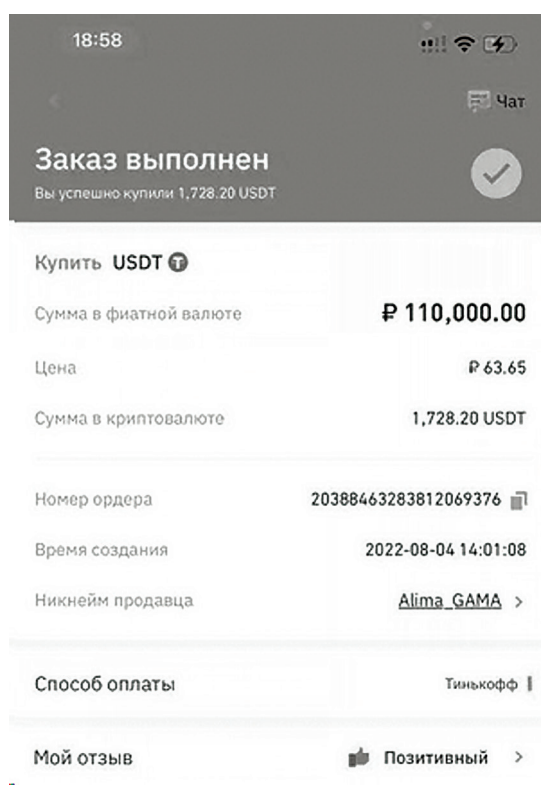 18:58
Чат
Заказ выполнен
Вы успешно купили 1,728.20 USDT
Купить USDT
Сумма в фиатной валюте ₽ 110,000.00
Цена ₽ 63.65
Сумма в криптовалюте 1,728.20 USDT
Номер ордера 20388463283812069376
Время создания 2022-08-04 14:01:08
Никнейм продавца Alima_GAMA >
Способ оплаты Тинькофф
Мой отзыв Позитивный >